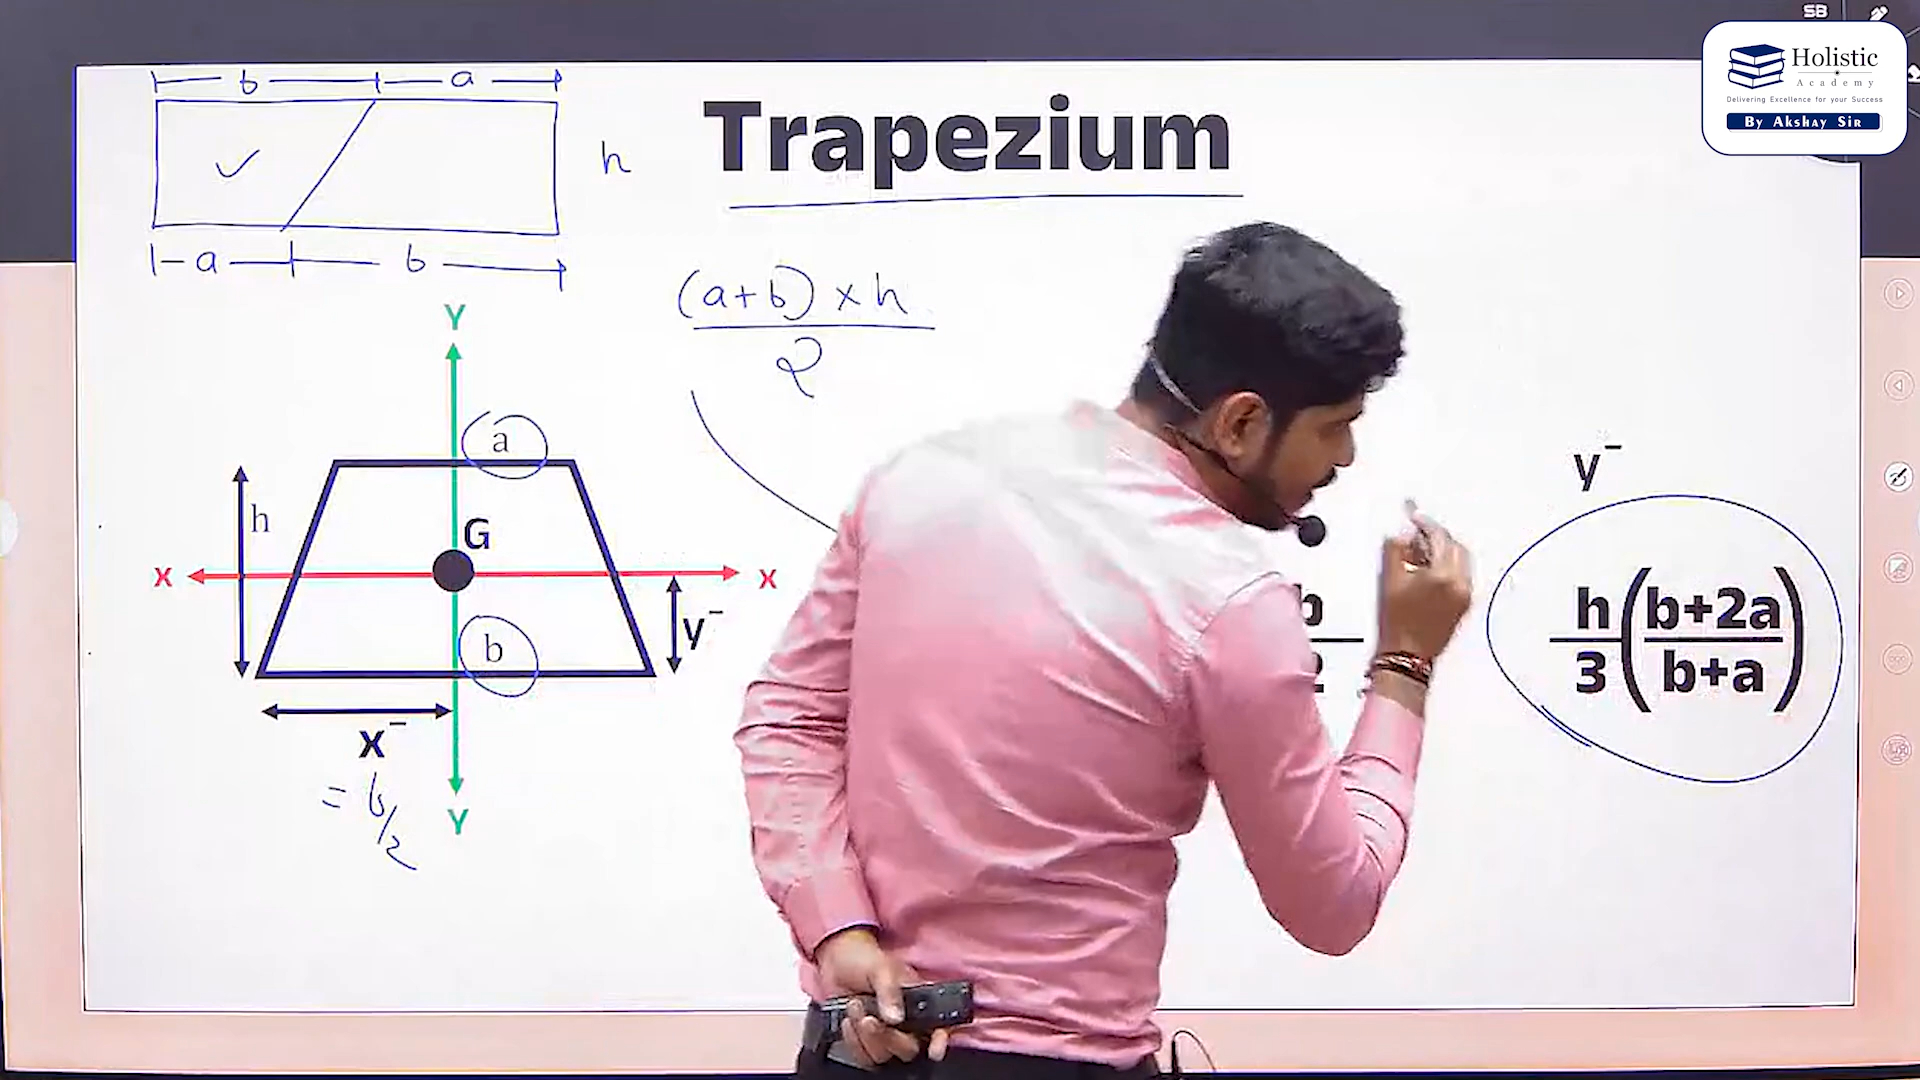 SB
Holistic
Academy
Delivering Excellence for your Success
By Akshay Sir
b a
h
Trapezium
a b
(a+b) × h
2
Y
a
h
G
x x
b
y‾
x‾
= b/2
Y
b
y‾
h/3 (b+2a/b+a)